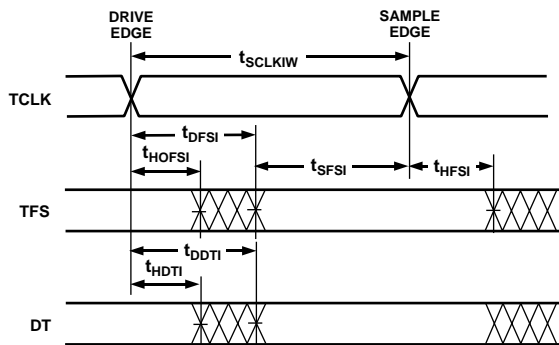 DRIVE
EDGE
SAMPLE
EDGE
tSCLKIW
TCLK
tDFSI
tHOFSI
tSFSI
tHFSI
TFS
tDDTI
tHDTI
DT